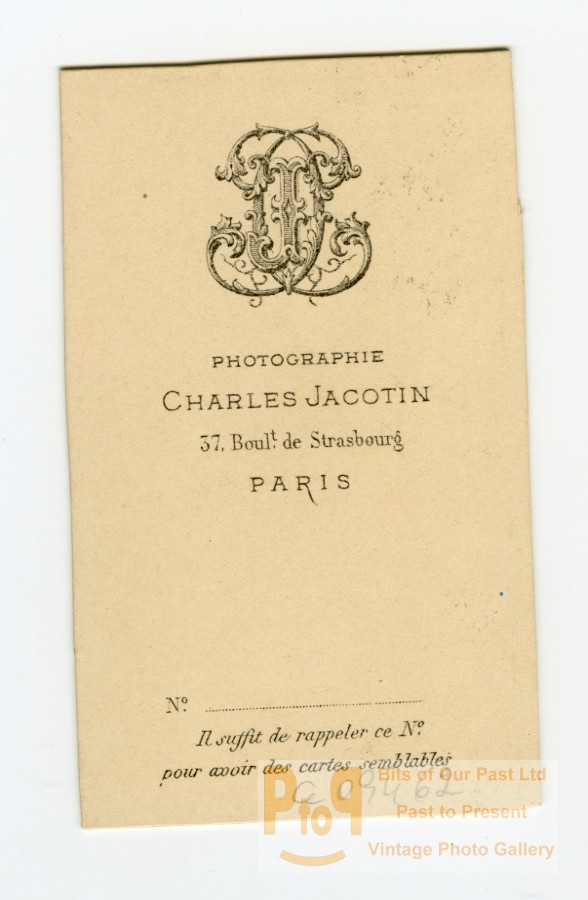 PHOTOGRAPHIE
CHARLES JACOTIN
37, Boulᵗ. de Strasbourg
PARIS
Nº
Il suffit de rappeler ce Nº
pour avoir des cartes semblables
PtoP
Bits of Our Past Ltd
Past to Present
Vintage Photo Gallery